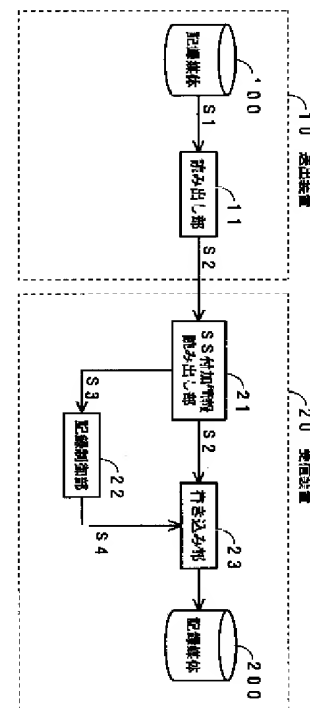 10 送出装置
100
記録媒体
S1
11
読み出し部
S2
20 受信装置
21
SS付加情報
読み出し部
S2
S3
22
記録制御部
S4
23
書き込み部
200
記録媒体